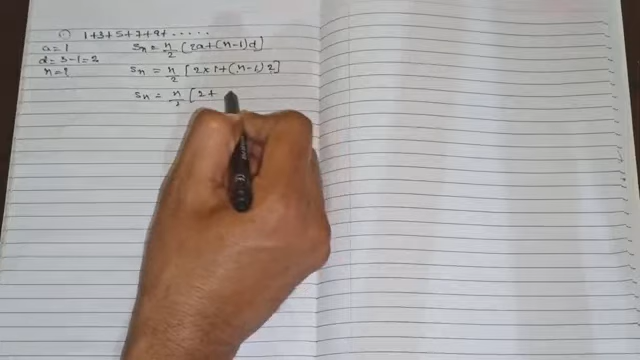 ① 1+3+5+7+9+.....
a = 1 Sn = n/2 [2a+(n-1)d]
d = 3-1=2
n = ? Sn = n/2 [2×1+(n-1)2]
Sn = n/2 [2+